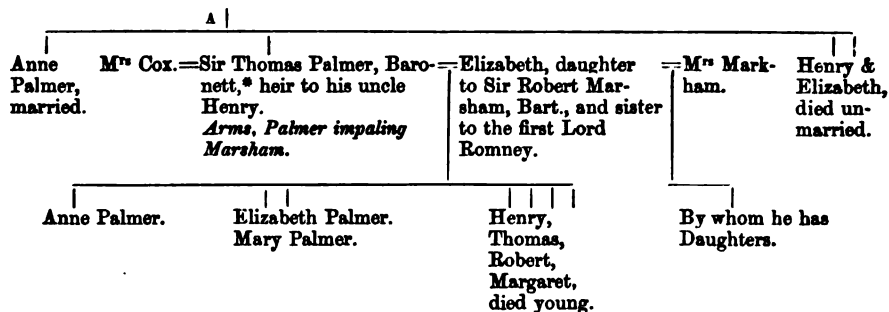 A
Anne
Palmer,
married.
Mrs Cox.=Sir Thomas Palmer, Baro-
nett,* heir to his uncle
Henry.
Arms, Palmer impaling
Marsham.
=Elizabeth, daughter
to Sir Robert Mar-
sham, Bart., and sister
to the first Lord
Romney.
=Mrs Mark-
ham.
Henry &
Elizabeth,
died un-
married.
Anne Palmer.
Elizabeth Palmer.
Mary Palmer.
Henry,
Thomas,
Robert,
Margaret,
died young.
By whom he has
Daughters.